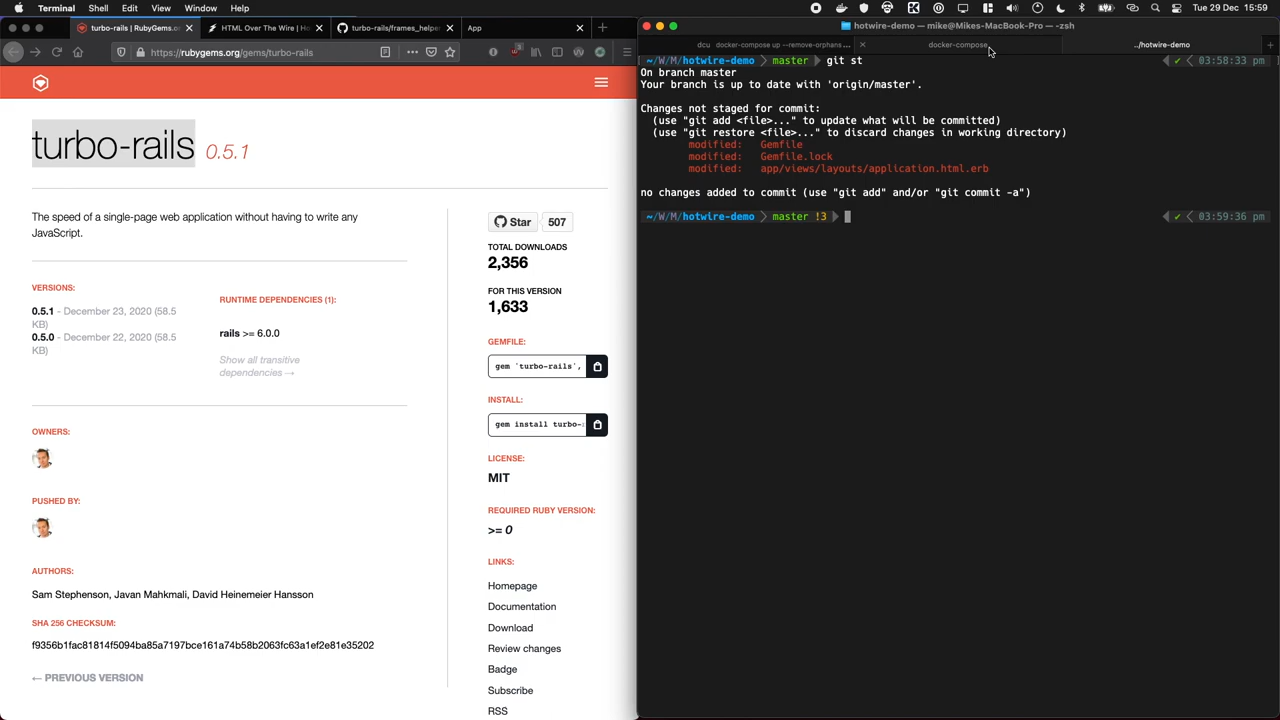 Terminal Shell Edit View Window Help
Tue 29 Dec 15:59
turbo-rails | RubyGems.o
HTML Over The Wire | Ho
turbo-rails/frames_helpe
App
https://rubygems.org/gems/turbo-rails
turbo-rails 0.5.1
The speed of a single-page web application without having to write any
JavaScript.
VERSIONS:
0.5.1 - December 23, 2020 (58.5
KB)
0.5.0 - December 22, 2020 (58.5
KB)
RUNTIME DEPENDENCIES (1):
rails >= 6.0.0
Show all transitive
dependencies →
OWNERS:
PUSHED BY:
AUTHORS:
Sam Stephenson, Javan Mahkmali, David Heinemeier Hansson
SHA 256 CHECKSUM:
f9356b1fac81814f5094ba85a7197bce161a74b58b2063fc63a1ef2e81e35202
← PREVIOUS VERSION
Star 507
TOTAL DOWNLOADS
2,356
FOR THIS VERSION
1,633
GEMFILE:
gem 'turbo-rails',
INSTALL:
gem install turbo-
LICENSE:
MIT
REQUIRED RUBY VERSION:
>= 0
LINKS:
Homepage
Documentation
Download
Review changes
Badge
Subscribe
RSS
hotwire-demo — mike@Mikes-MacBook-Pro — -zsh
dcu docker-compose up --remove-orphans ...
docker-compose
../hotwire-demo
~/W/M/hotwire-demo master git st 03:58:33 pm
On branch master
Your branch is up to date with 'origin/master'.
Changes not staged for commit:
(use "git add <file>..." to update what will be committed)
(use "git restore <file>..." to discard changes in working directory)
modified: Gemfile
modified: Gemfile.lock
modified: app/views/layouts/application.html.erb
no changes added to commit (use "git add" and/or "git commit -a")
~/W/M/hotwire-demo master !3 03:59:36 pm